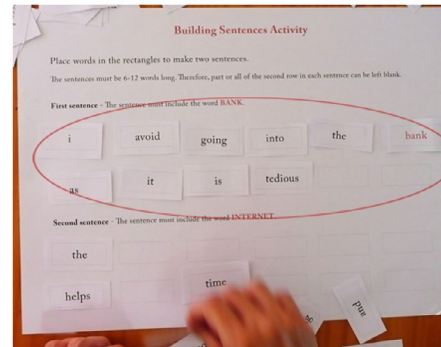 Building Sentences Activity
Place words in the rectangles to make two sentences.
The sentences must be 6-12 words long. Therefore, part or all of the second row in each sentence can be left blank.
First sentence - The sentence must include the word BANK.
i avoid going into the bank
as it is tedious
Second sentence - The sentence must include the word INTERNET.
the
helps time
and